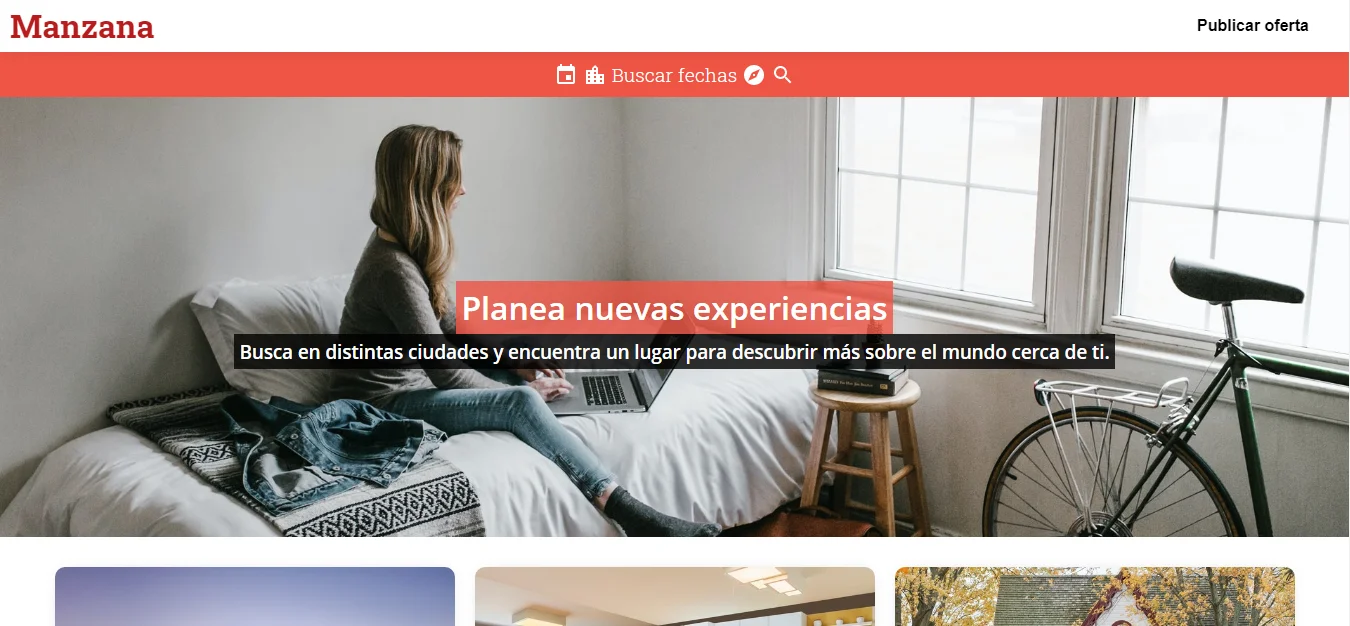 Manzana
Publicar oferta
Buscar fechas
Planea nuevas experiencias
Busca en distintas ciudades y encuentra un lugar para descubrir más sobre el mundo cerca de ti.